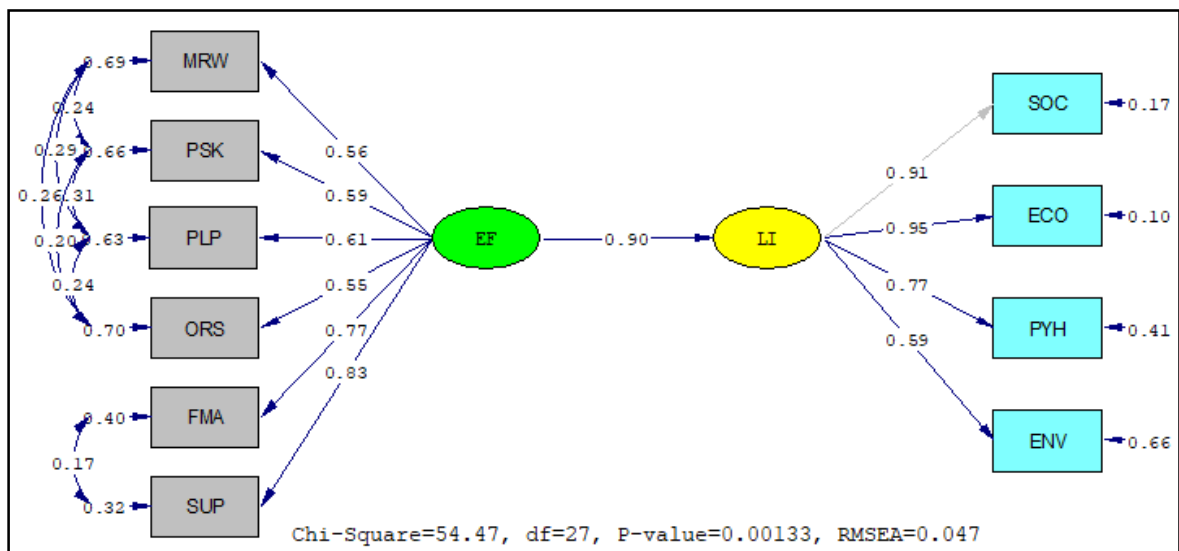 0.69
MRW
0.24
0.29
0.66
PSK
0.26
0.31
0.20
0.63
PLP
0.24
0.70
ORS
0.40
FMA
0.17
0.32
SUP
0.56
0.59
0.61
0.55
0.77
0.83
EF
0.90
LI
0.91
0.95
0.77
0.59
SOC
0.17
ECO
0.10
PYH
0.41
ENV
0.66
Chi-Square=54.47, df=27, P-value=0.00133, RMSEA=0.047